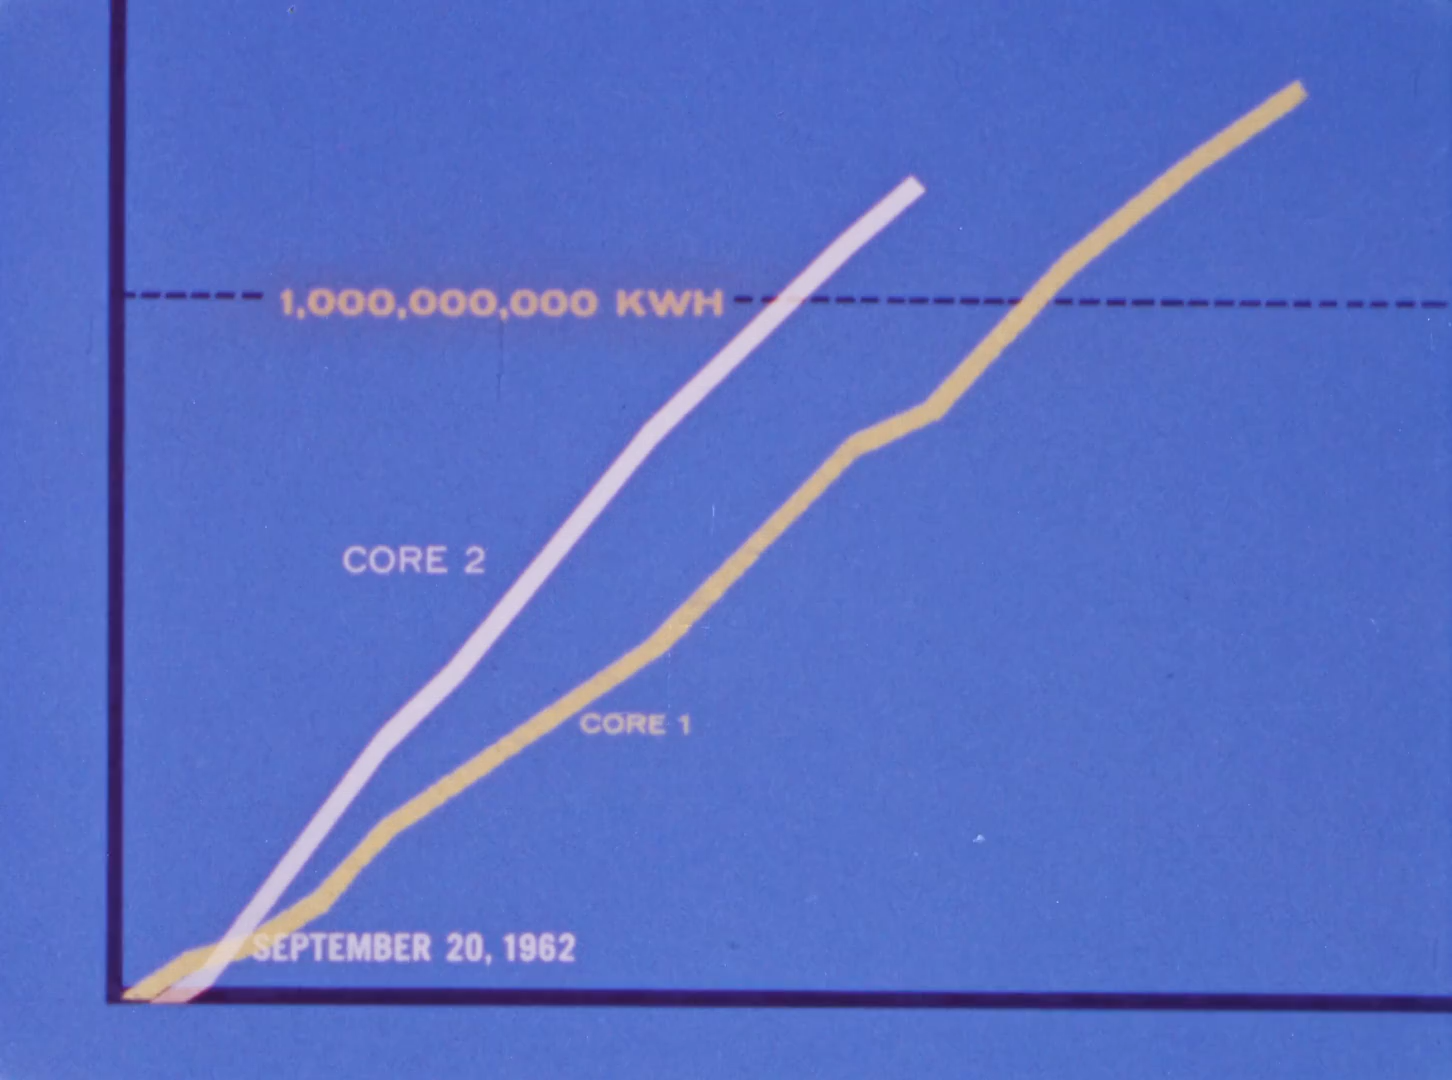 1,000,000,000 KWH
CORE 2
CORE 1
SEPTEMBER 20, 1962